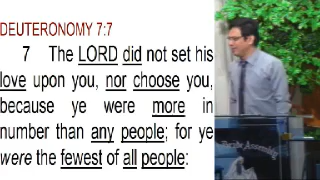 DEUTERONOMY 7:7
7 The LORD did not set his
love upon you, nor choose you,
because ye were more in
number than any people; for ye
were the fewest of all people: